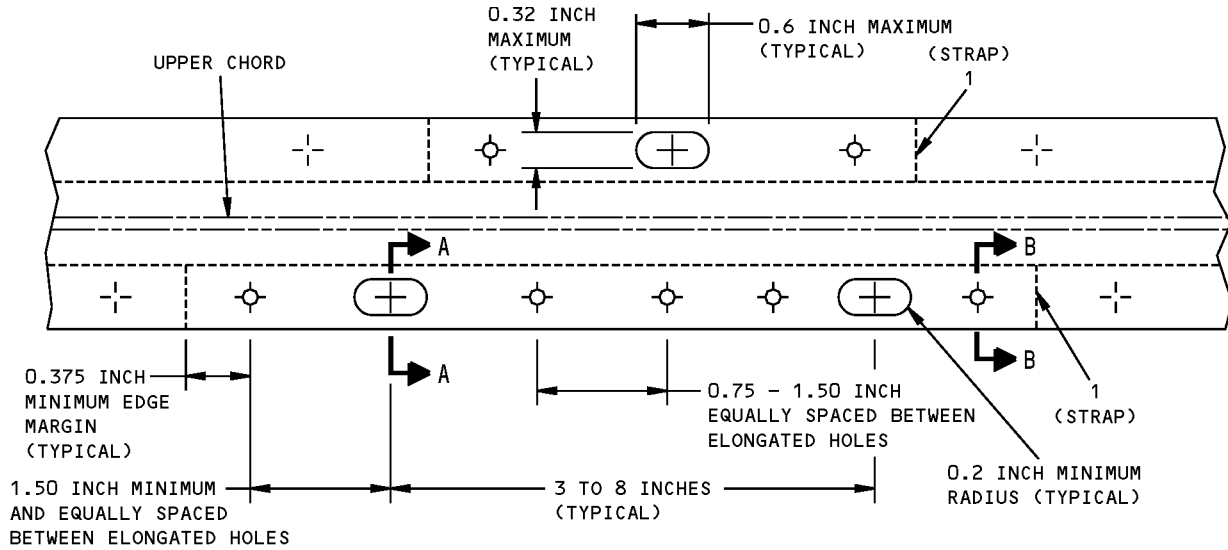 0.32 INCH
MAXIMUM
(TYPICAL)
0.6 INCH MAXIMUM
(TYPICAL)
(STRAP)
1
UPPER CHORD
A
B
A
B
0.375 INCH
MINIMUM EDGE
MARGIN
(TYPICAL)
0.75 - 1.50 INCH
EQUALLY SPACED BETWEEN
ELONGATED HOLES
1
(STRAP)
1.50 INCH MINIMUM
AND EQUALLY SPACED
BETWEEN ELONGATED HOLES
3 TO 8 INCHES
(TYPICAL)
0.2 INCH MINIMUM
RADIUS (TYPICAL)